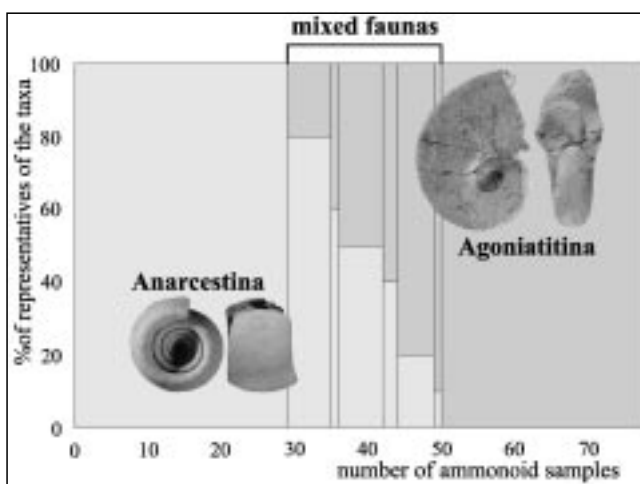 mixed faunas
%of representatives of the taxa
100
80
60
40
20
0
Agoniatitina
Anarcestina
0 10 20 30 40 50 60 70
number of ammonoid samples